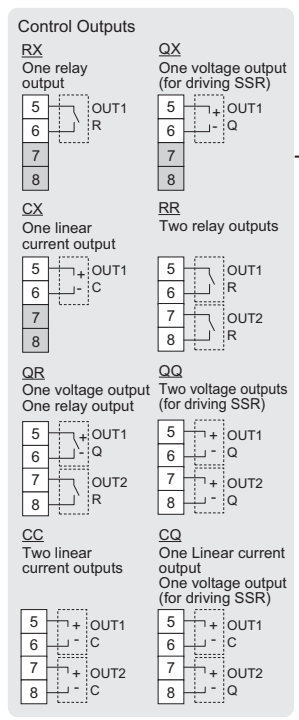 Control Outputs
RX
One relay
output
5
OUT1
6
R
7
8
QX
One voltage output
(for driving SSR)
5
+
OUT1
6
-
Q
7
8
CX
One linear
current output
5
+
OUT1
6
-
C
7
8
RR
Two relay outputs
5
OUT1
6
R
7
OUT2
8
R
QR
One voltage output
One relay output
5
+
OUT1
6
-
Q
7
OUT2
8
R
QQ
Two voltage outputs
(for driving SSR)
5
+
OUT1
6
-
Q
7
+
OUT2
8
-
Q
CC
Two linear
current outputs
5
+
OUT1
6
-
C
7
+
OUT2
8
-
C
CQ
One Linear current
output
One voltage output
(for driving SSR)
5
+
OUT1
6
-
C
7
+
OUT2
8
-
Q